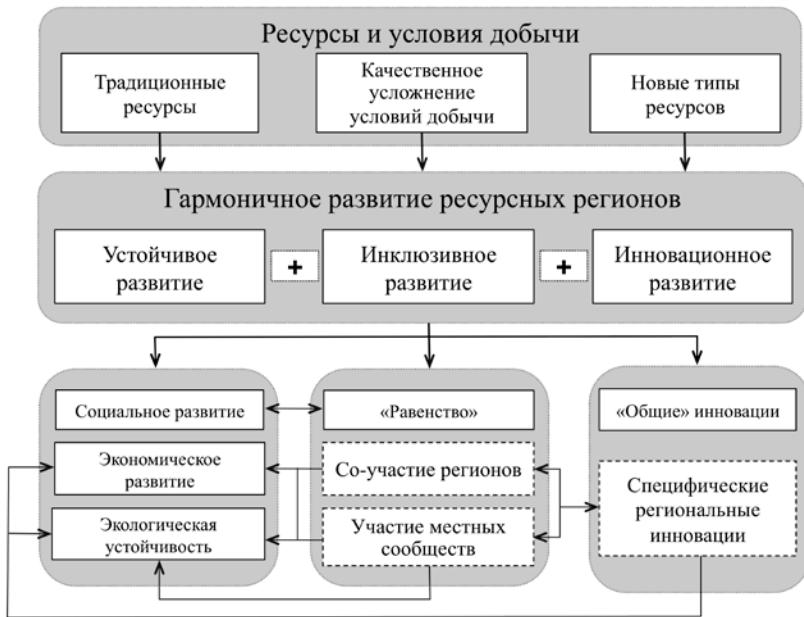 Ресурсы и условия добычи
Традиционные
ресурсы
Качественное
усложнение
условий добычи
Новые типы
ресурсов
Гармоничное развитие ресурсных регионов
Устойчивое
развитие
+
Инклюзивное
развитие
+
Инновационное
развитие
Социальное развитие
«Равенство»
«Общие» инновации
Экономическое
развитие
Со-участие регионов
Специфические
региональные
инновации
Экологическая
устойчивость
Участие местных
сообществ